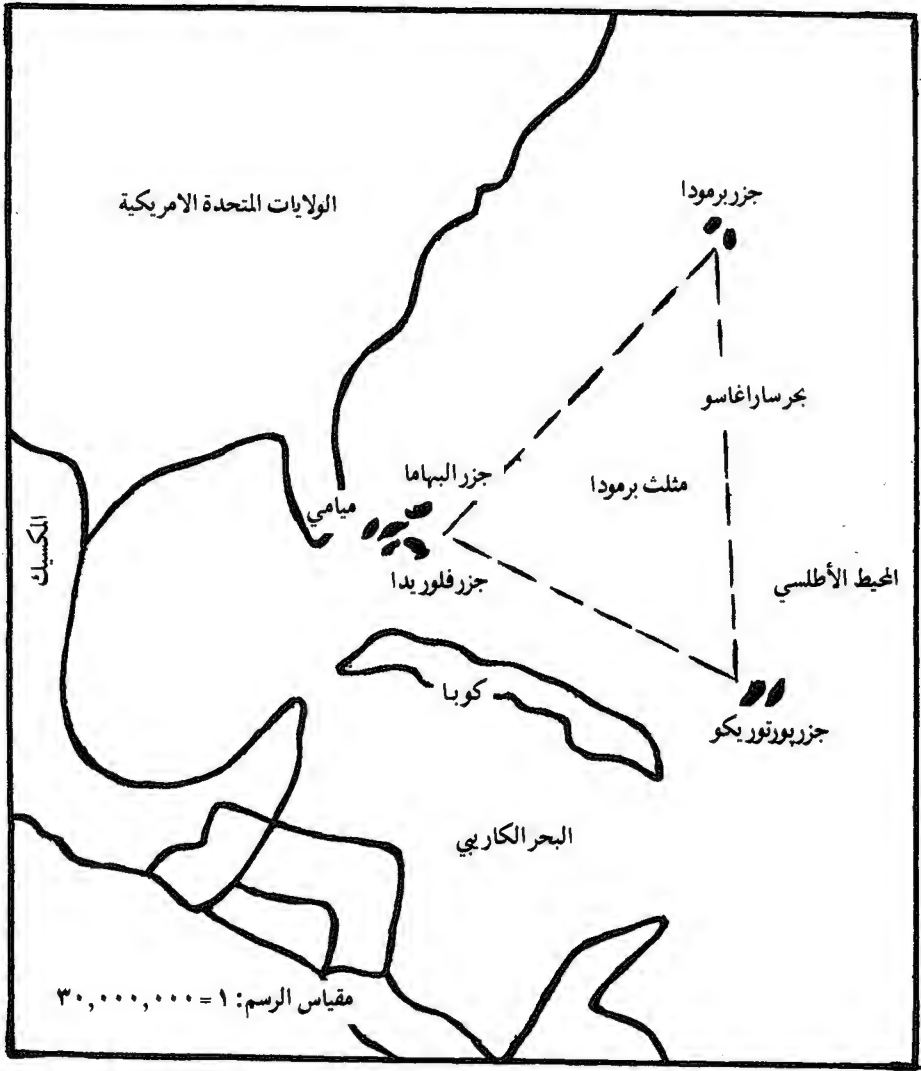 جزر برمودا
الولايات المتحدة الامريكية
بحر ساراغاسو
جزر البهاما
مثلث برمودا
ميامي
المكسيك
جزر فلوريدا
المحيط الأطلسي
كوبا
جزر پورتوريكو
البحر الكاريبي
مقياس الرسم: ١ = ٣٠,٠٠٠,٠٠٠